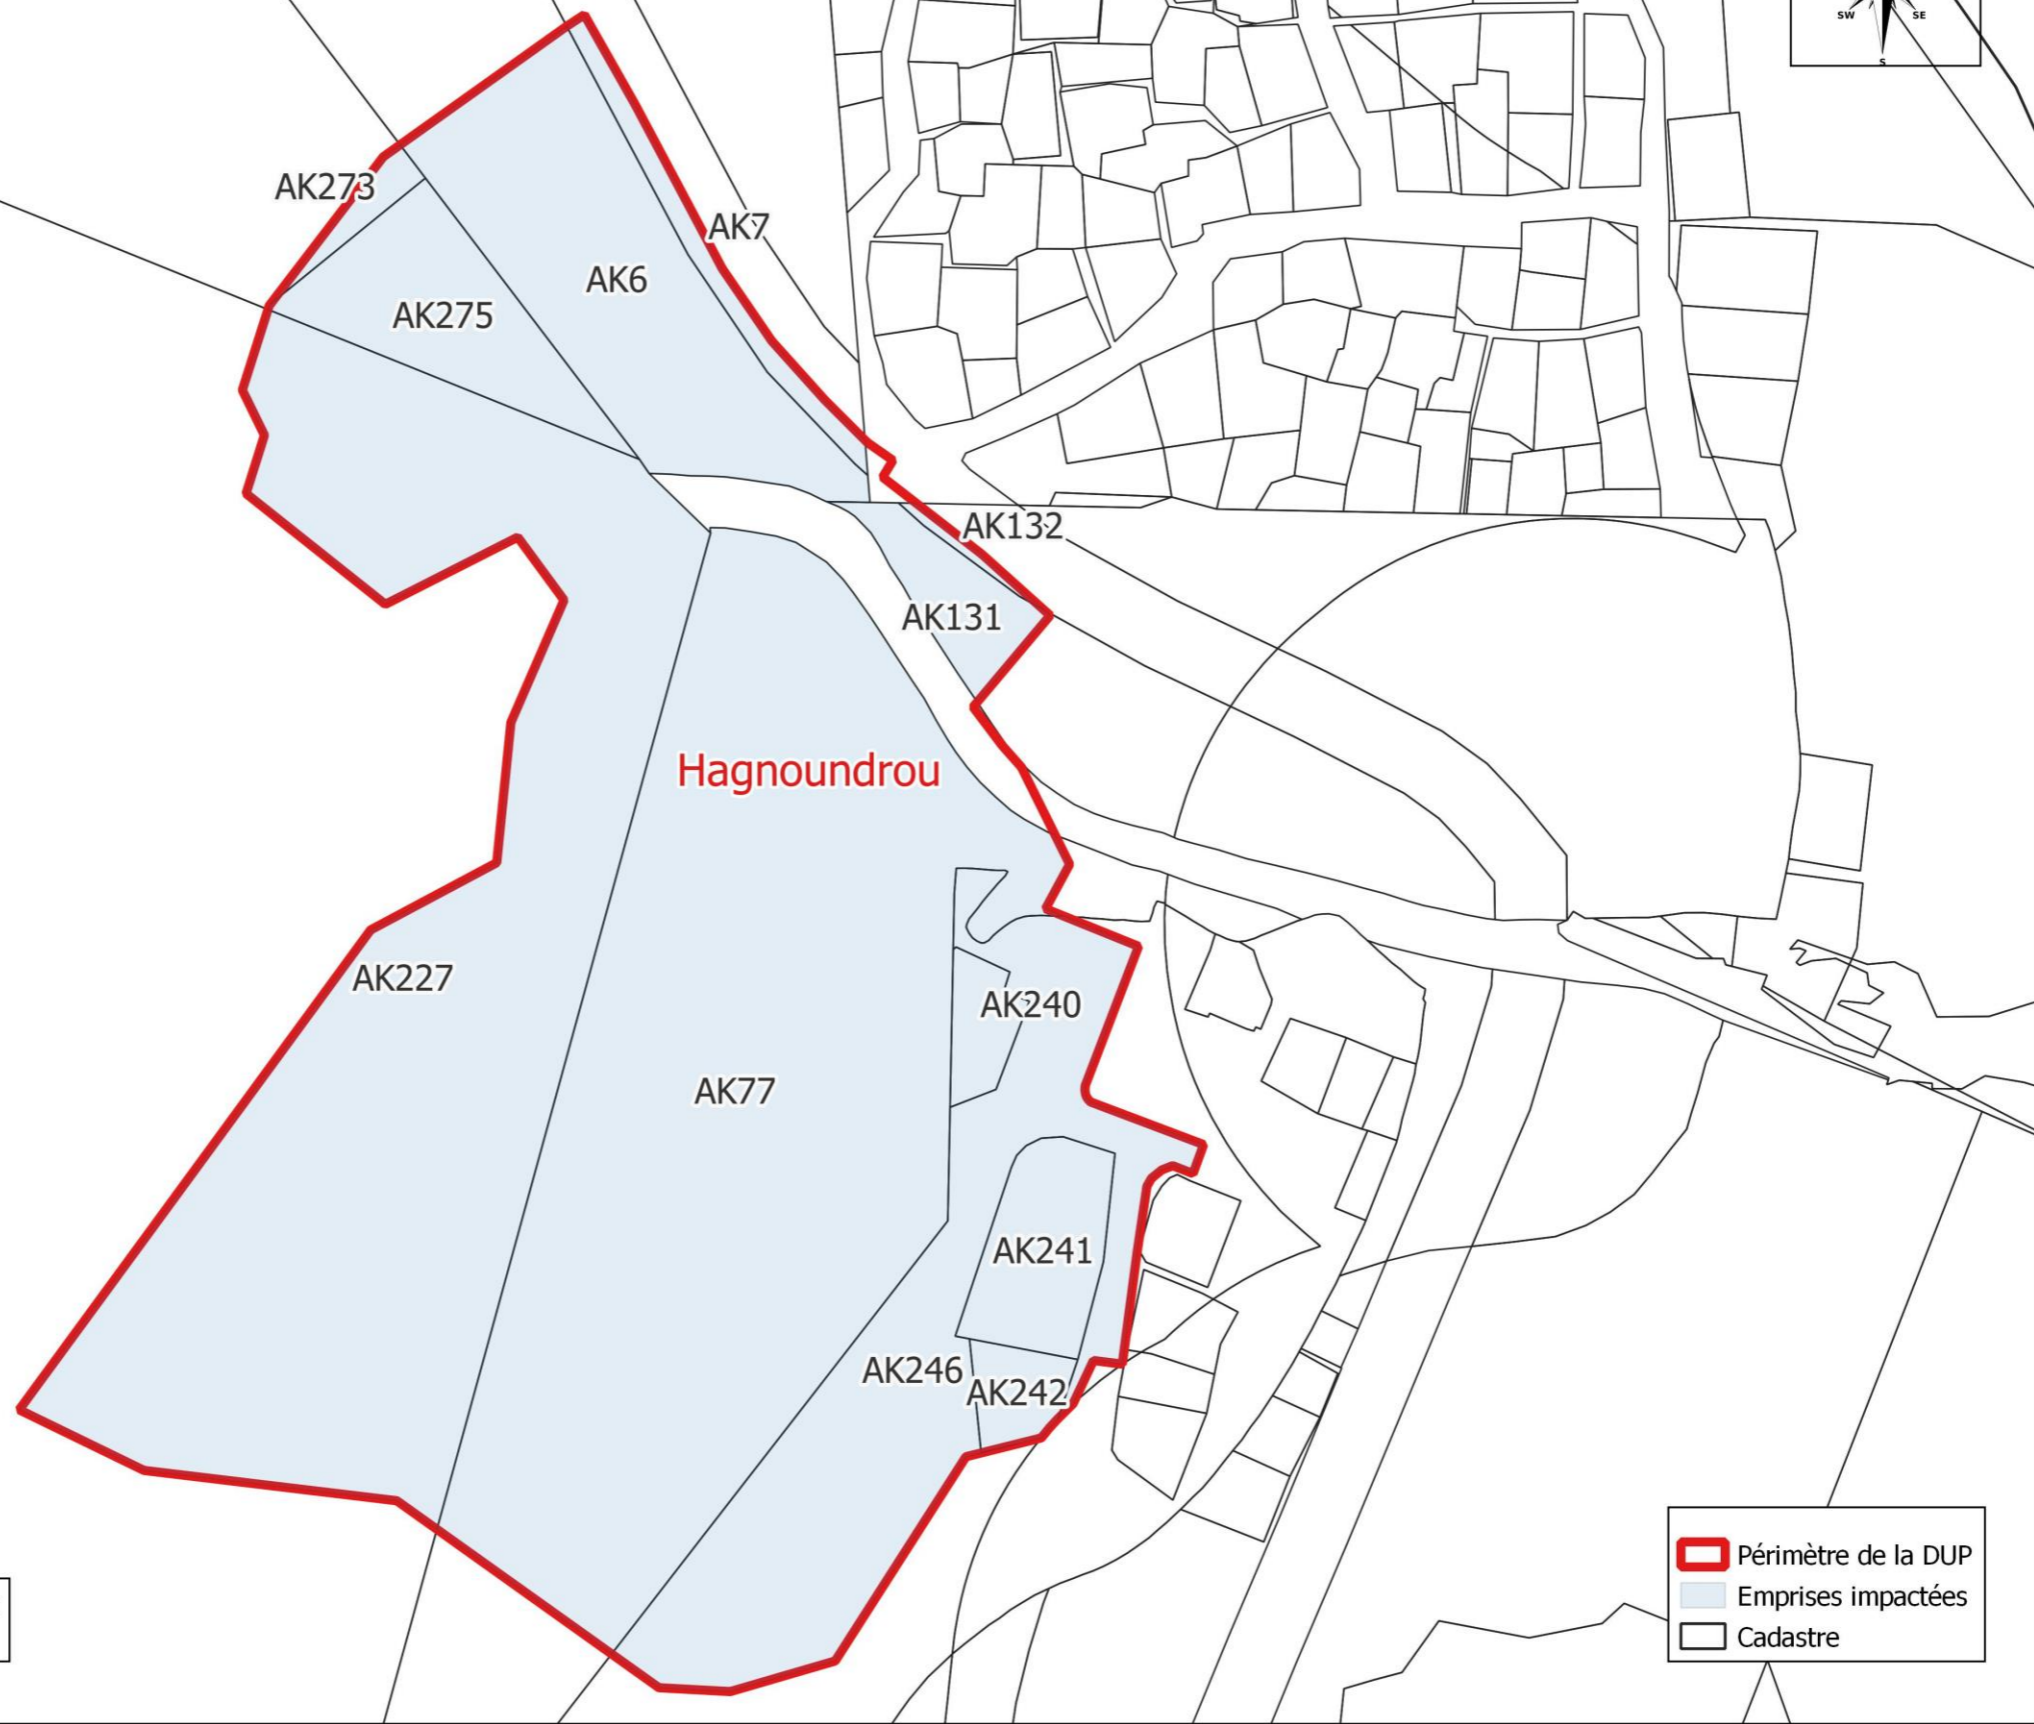 SW
SE
S
AK273
AK7
AK6
AK275
AK132
AK131
Hagnoundrou
AK227
AK240
AK77
AK241
AK246
AK242
Périmètre de la DUP
Emprises impactées
Cadastre